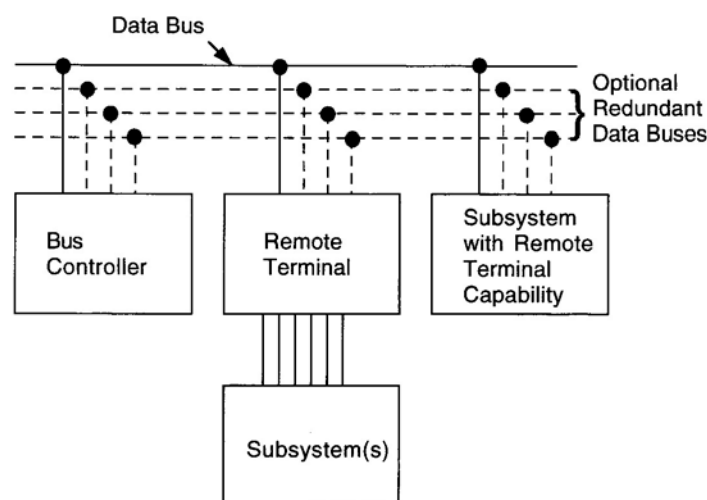 Data Bus
Optional
Redundant
Data Buses
Bus
Controller
Remote
Terminal
Subsystem
with Remote
Terminal
Capability
Subsystem(s)